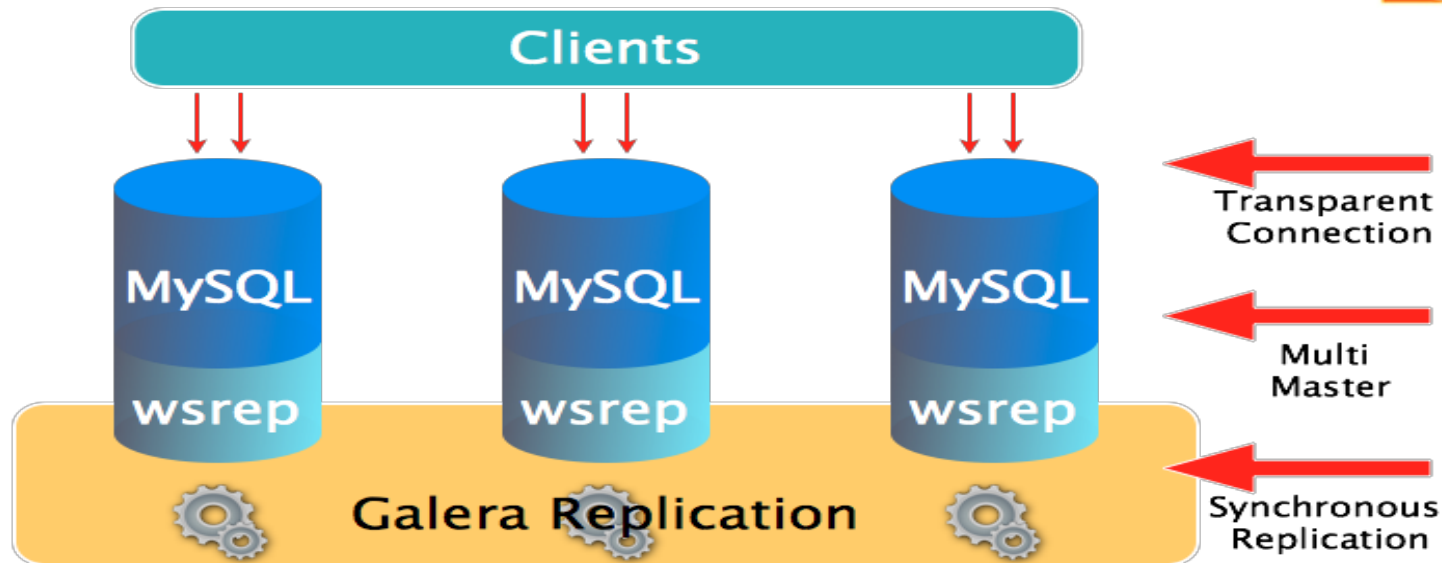 Clients
MySQL
MySQL
MySQL
wsrep
wsrep
wsrep
Galera Replication
Transparent
Connection
Multi
Master
Synchronous
Replication